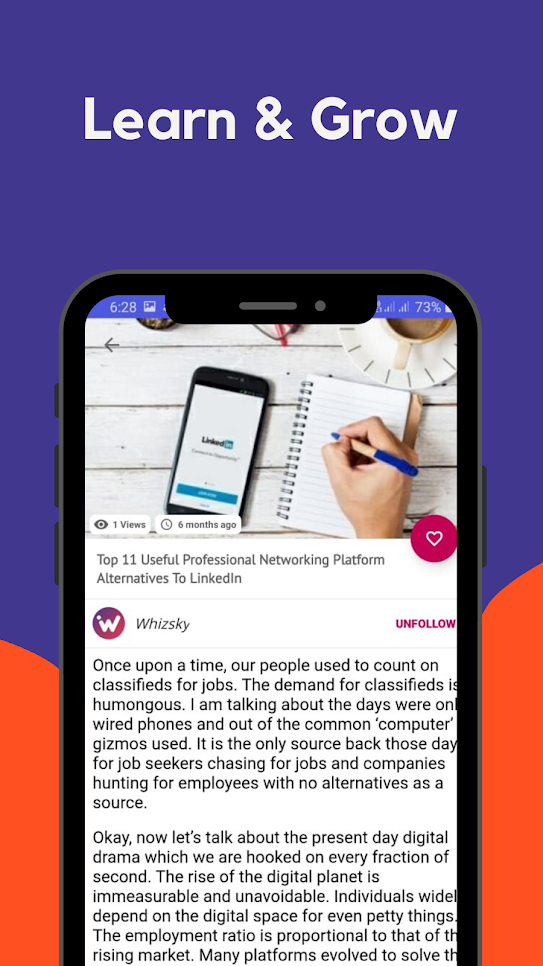 Learn & Grow
6:28
73%
Linked in
JOIN NOW
1 Views
6 months ago
Top 11 Useful Professional Networking Platform
Alternatives To LinkedIn
Whizsky
UNFOLLOW
Once upon a time, our people used to count on
classifieds for jobs. The demand for classifieds is
humongous. I am talking about the days were onl
wired phones and out of the common ‘computer’
gizmos used. It is the only source back those day
for job seekers chasing for jobs and companies
hunting for employees with no alternatives as a
source.
Okay, now let’s talk about the present day digital
drama which we are hooked on every fraction of
second. The rise of the digital planet is
immeasurable and unavoidable. Individuals widel
depend on the digital space for even petty things.
The employment ratio is proportional to that of th
rising market. Many platforms evolved to solve th